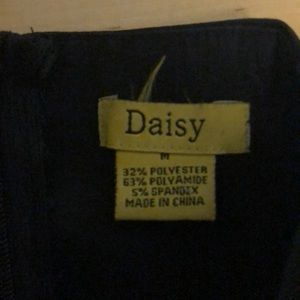 Daisy
M
32% POLYESTER
63% POLYAMIDE
5% SPANDEX
MADE IN CHINA